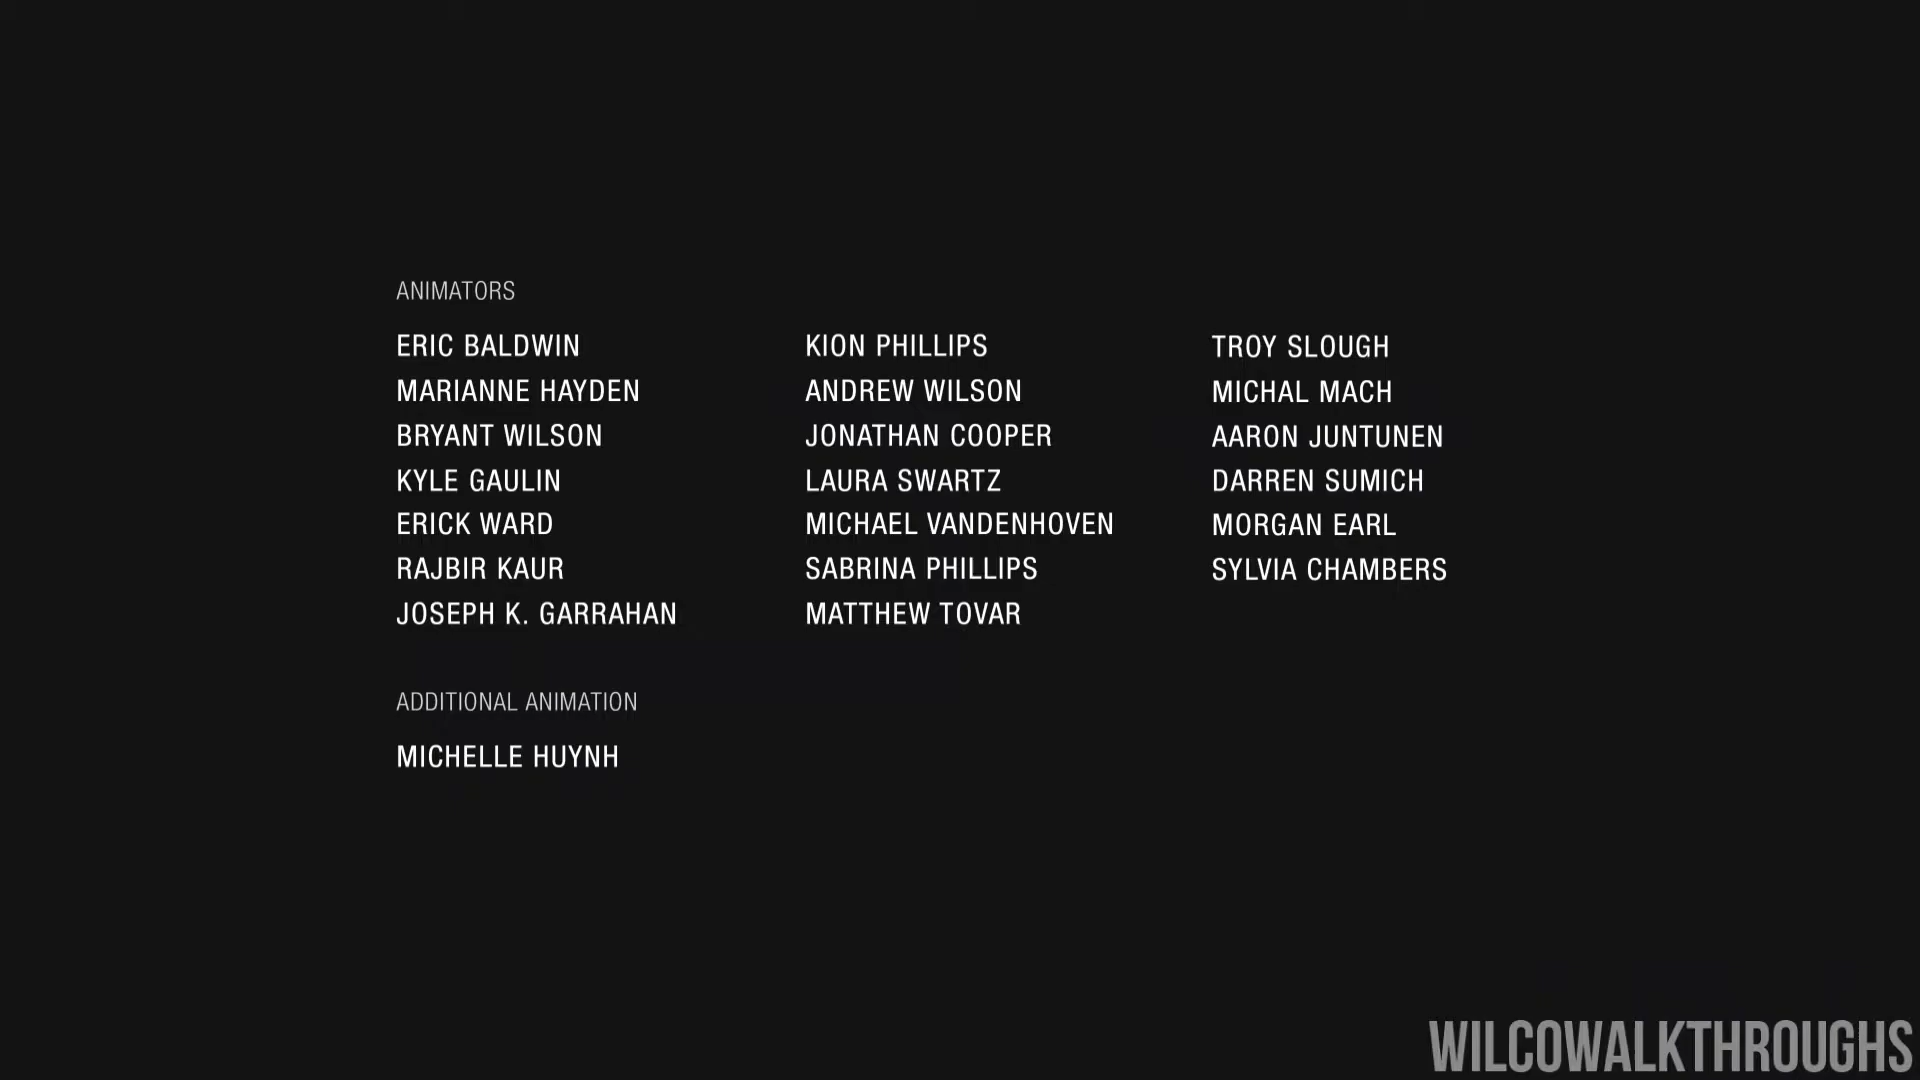 ANIMATORS
ERIC BALDWIN
MARIANNE HAYDEN
BRYANT WILSON
KYLE GAULIN
ERICK WARD
RAJBIR KAUR
JOSEPH K. GARRAHAN
KION PHILLIPS
ANDREW WILSON
JONATHAN COOPER
LAURA SWARTZ
MICHAEL VANDENHOVEN
SABRINA PHILLIPS
MATTHEW TOVAR
TROY SLOUGH
MICHAL MACH
AARON JUNTUNEN
DARREN SUMICH
MORGAN EARL
SYLVIA CHAMBERS
ADDITIONAL ANIMATION
MICHELLE HUYNH
WILCOWALKTHROUGHS